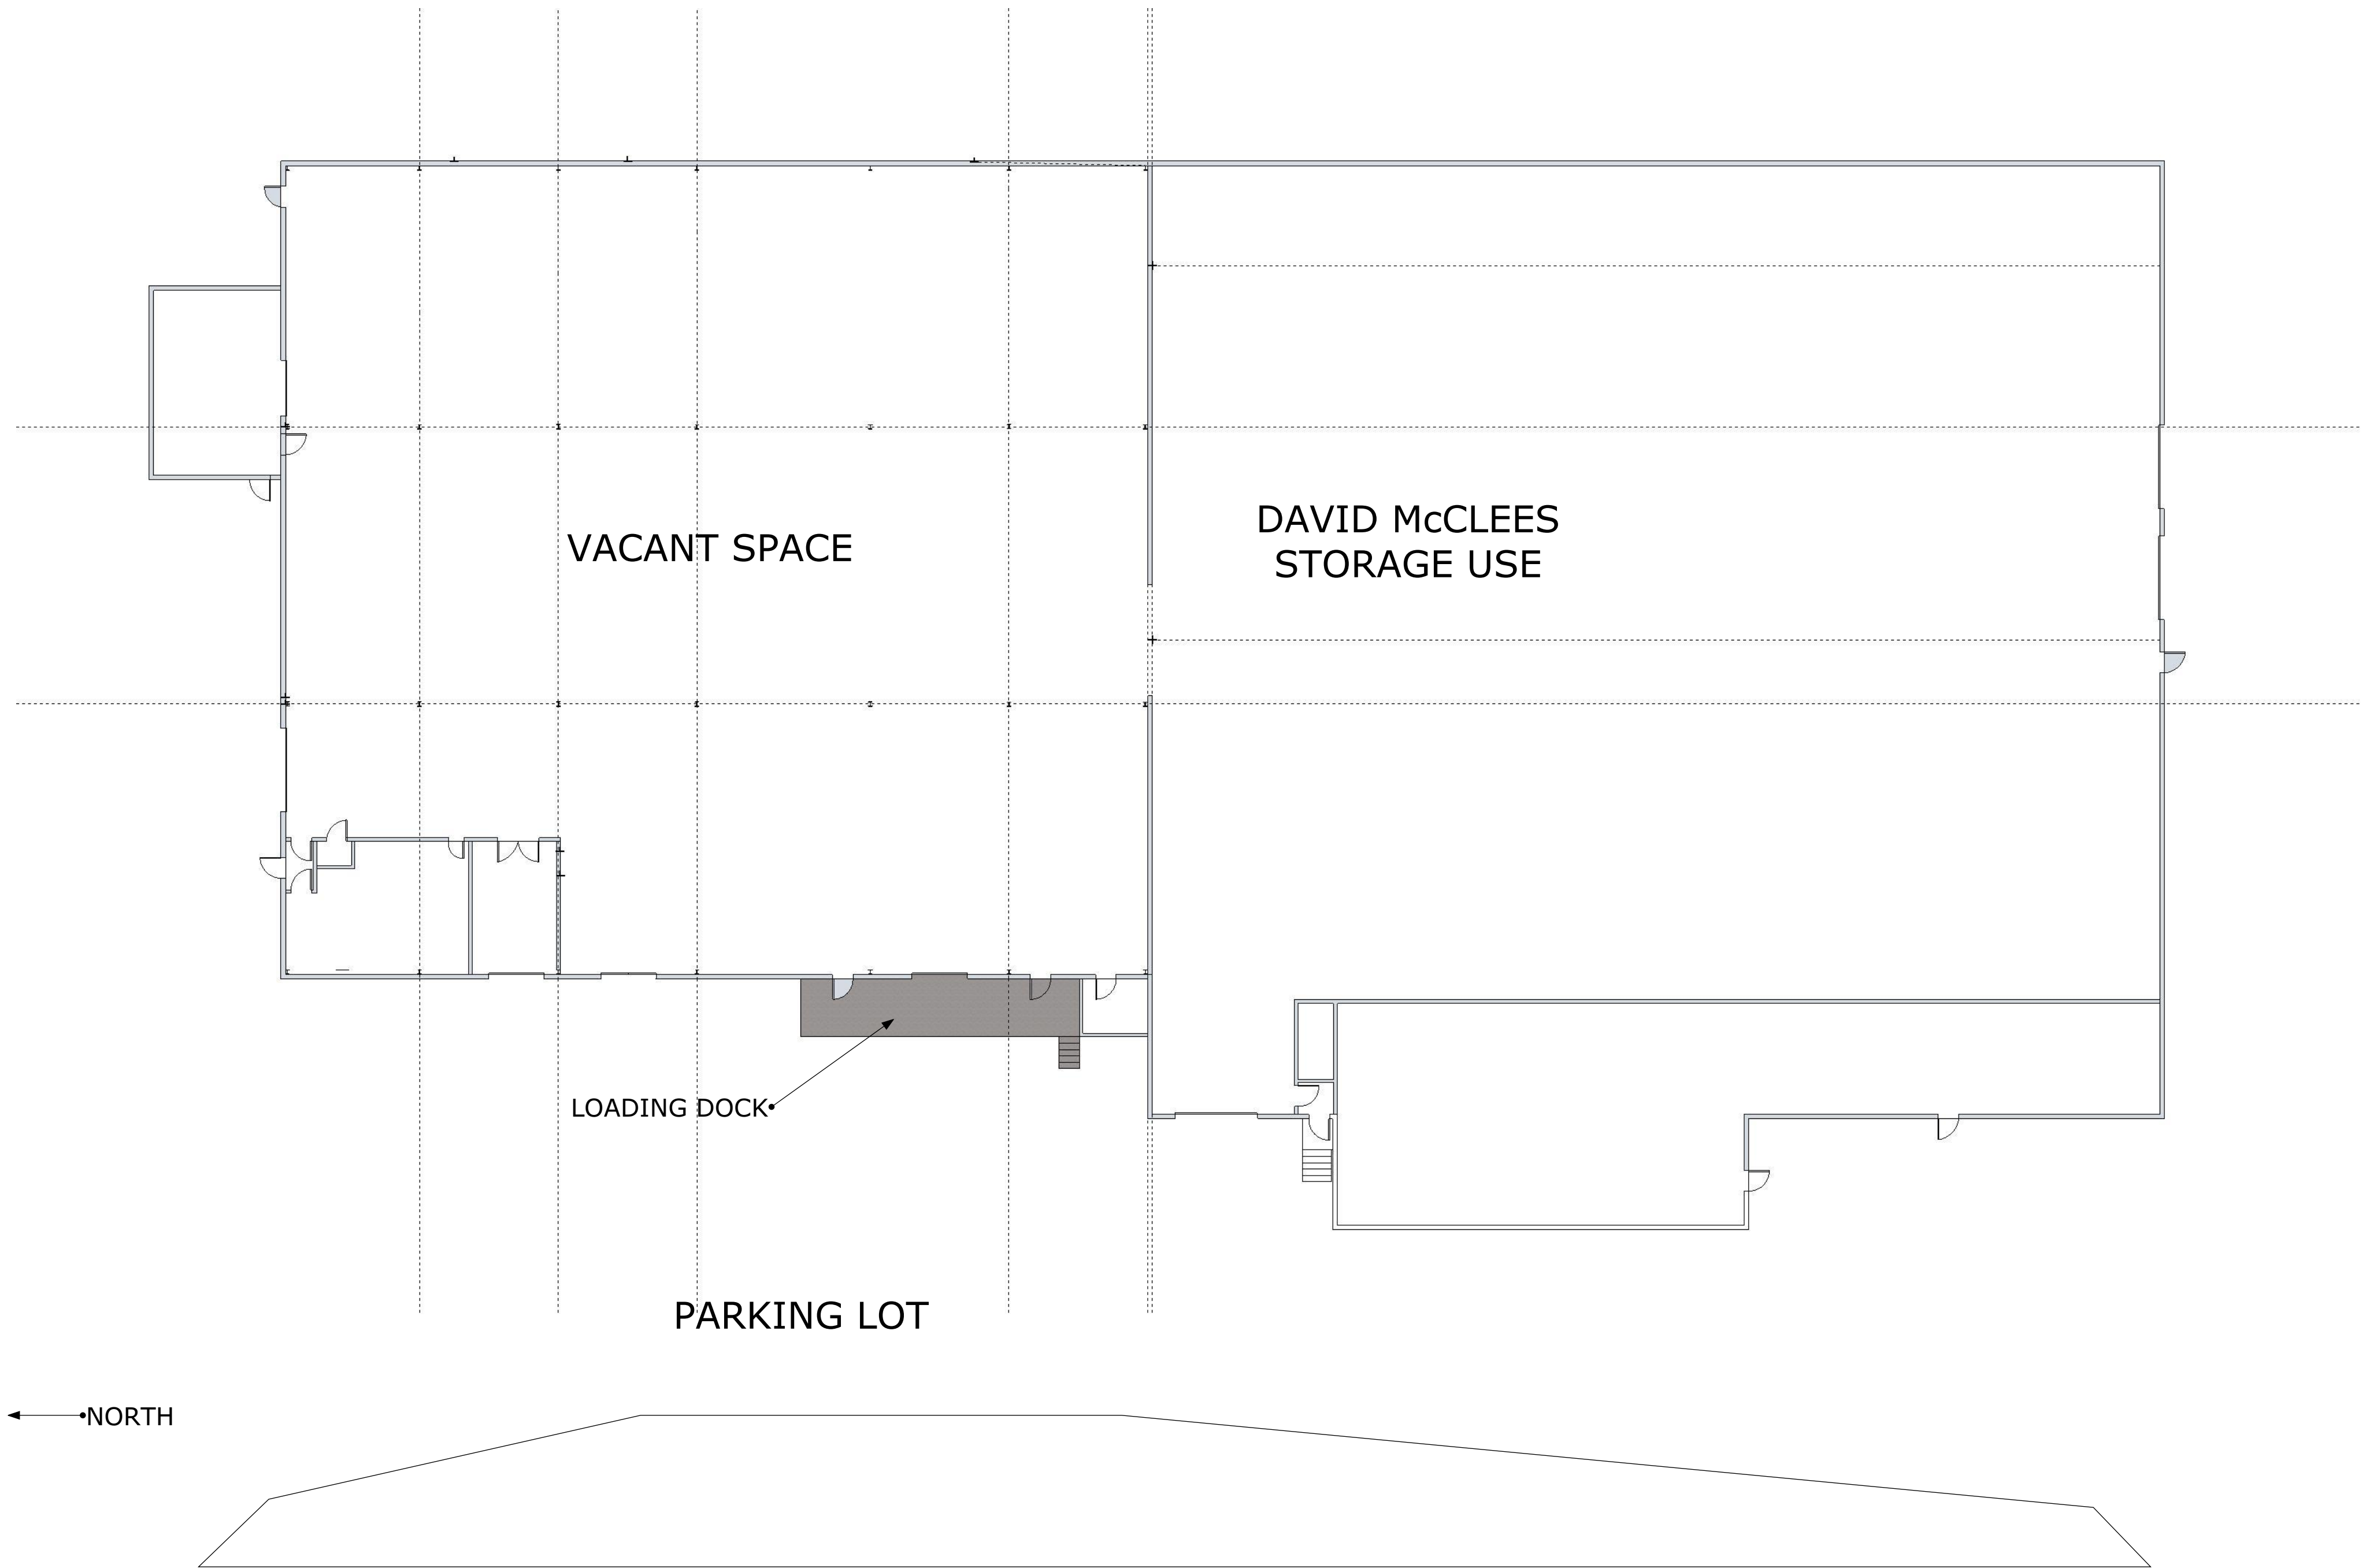 VACANT SPACE
DAVID McCLEES
STORAGE USE
LOADING DOCK
PARKING LOT
NORTH